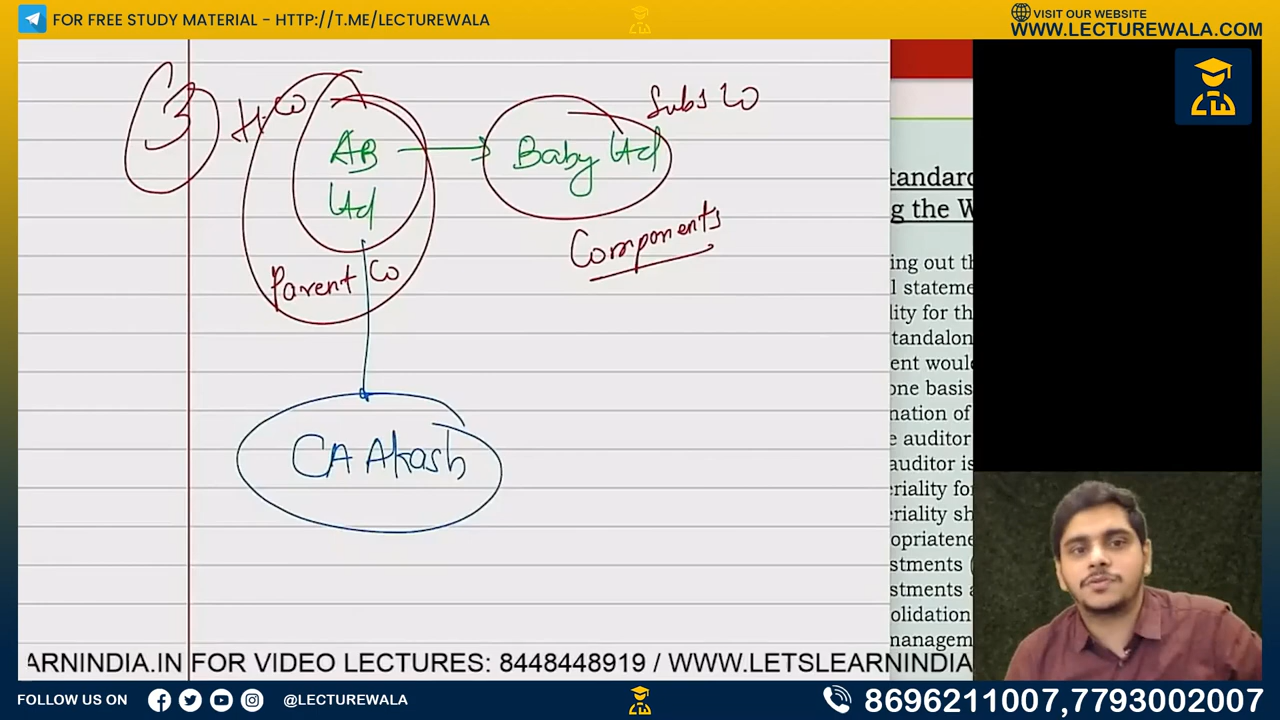 FOR FREE STUDY MATERIAL - HTTP://T.ME/LECTUREWALA
VISIT OUR WEBSITE
WWW.LECTUREWALA.COM
3
H.Co
AB
Ltd
Parent Co
Subs Co
Baby Ltd
Components
CA Akash
tandard
g the W
ing out th
l stateme
lity for th
tandalon
ent would
one basis
nation of
e auditor
auditor is
eriality for
eriality sh
opriatene
stments (
stments a
olidation
managem
ARNINDIA.IN FOR VIDEO LECTURES: 8448448919 / WWW.LETSLEARNINDIA
FOLLOW US ON
@LECTUREWALA
8696211007,7793002007